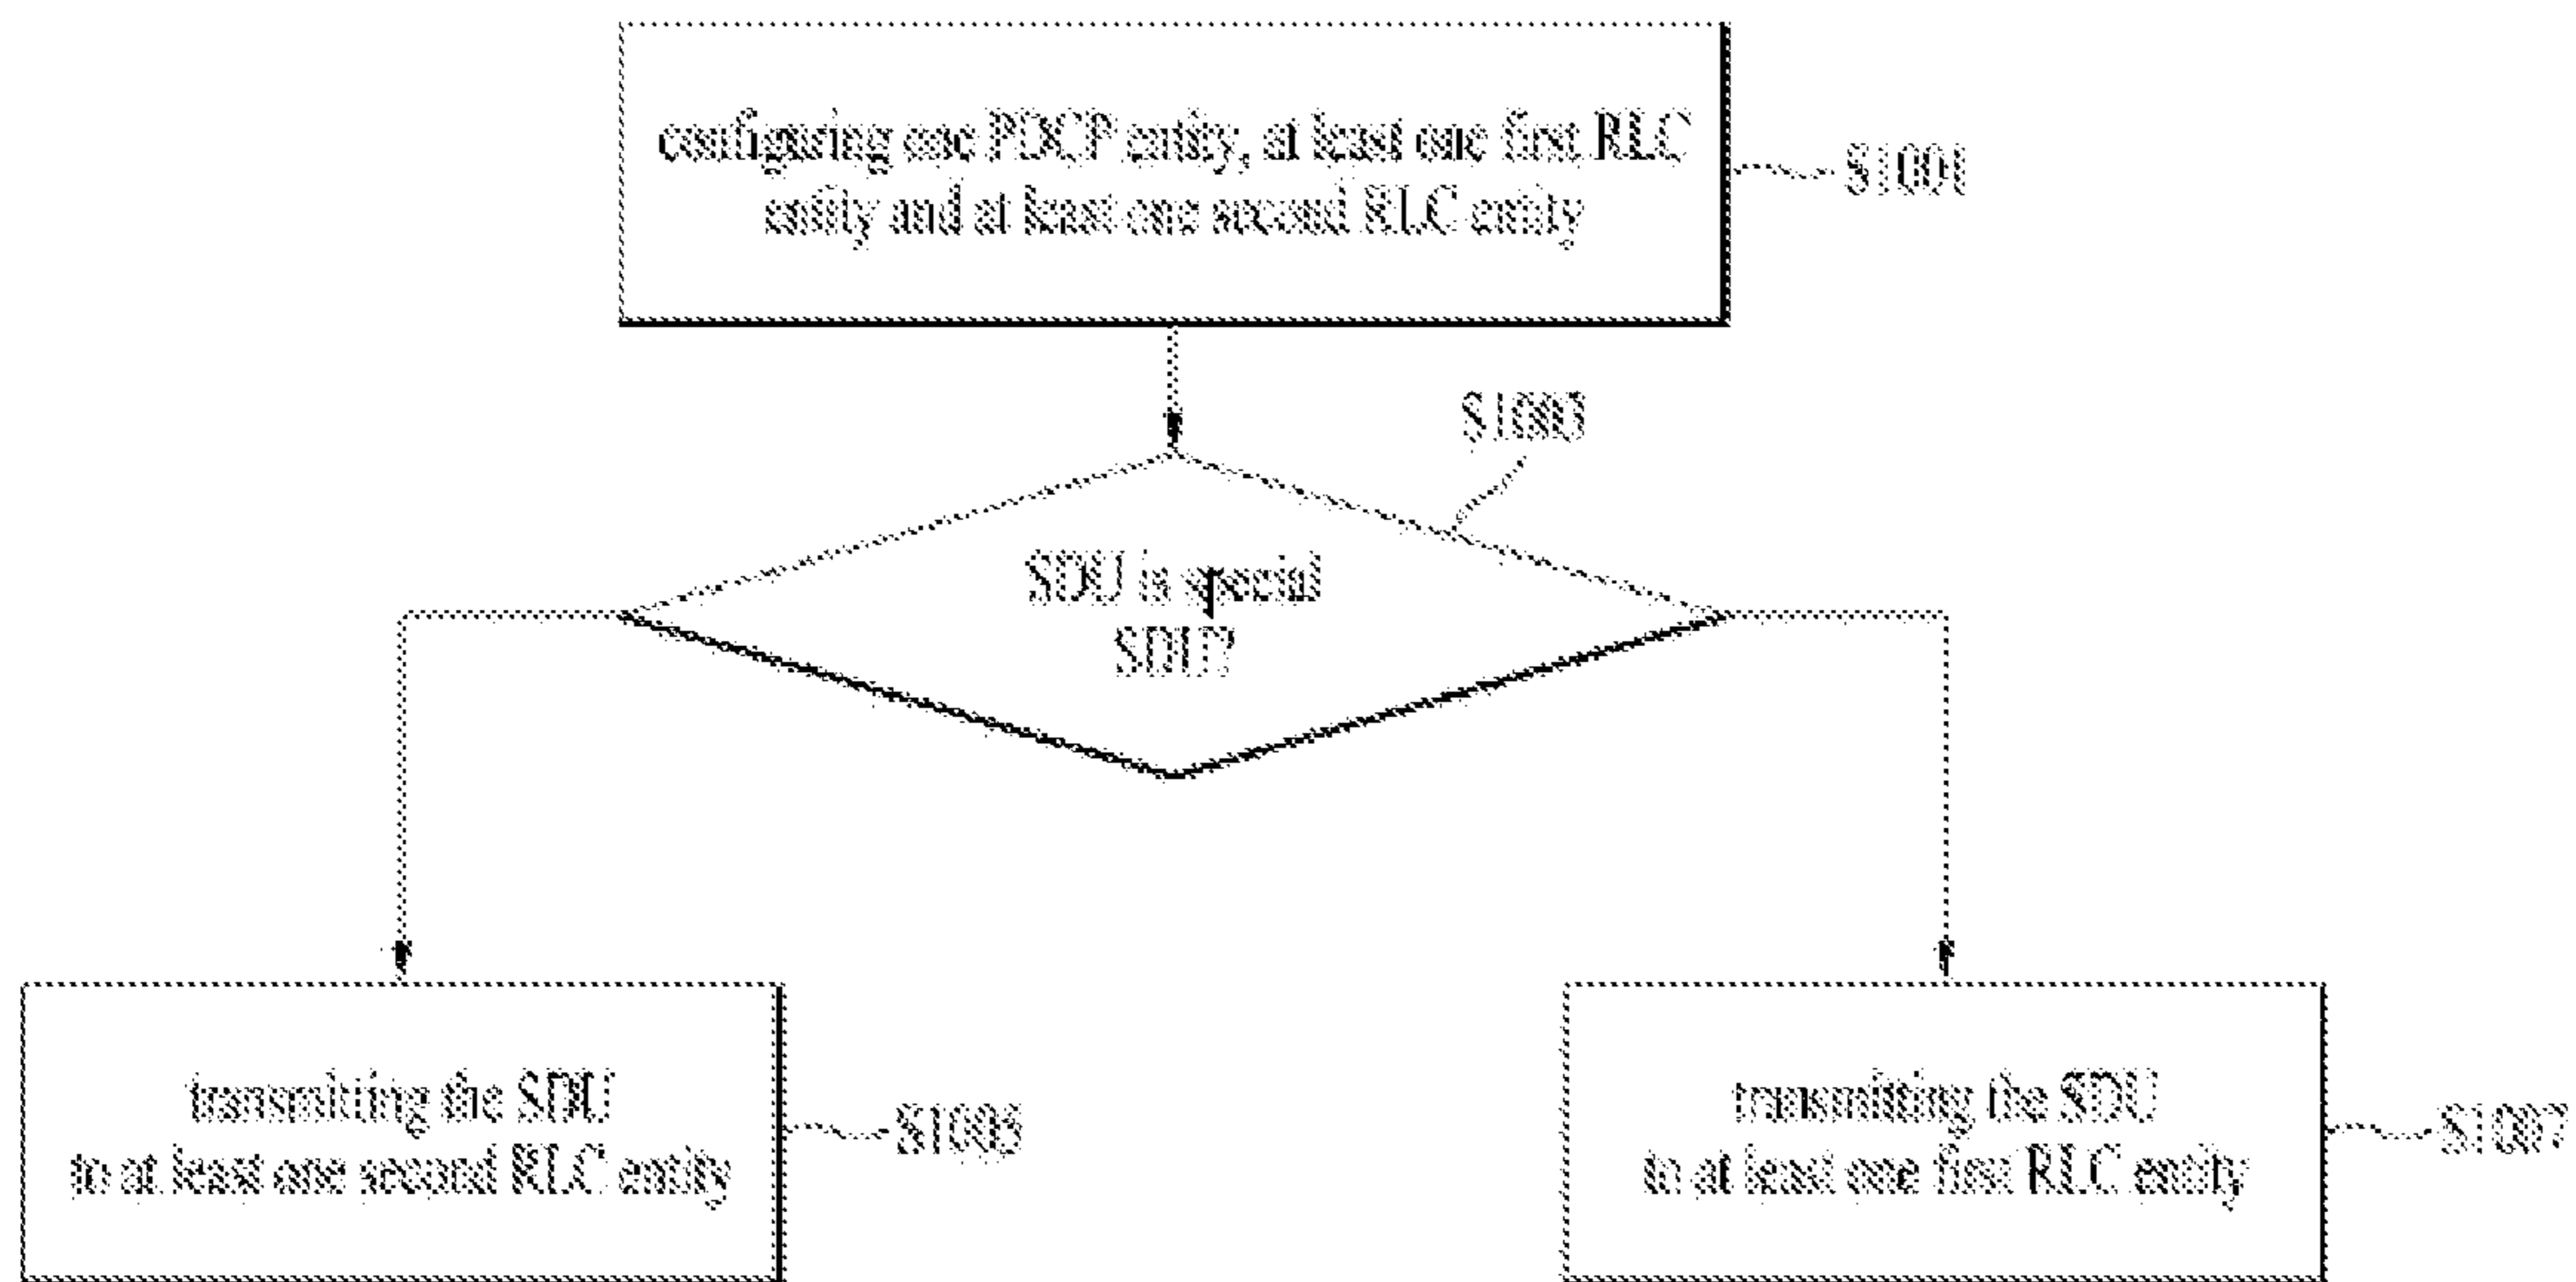 configuring one PDCP entity, at least one first RLC
entity and at least one second RLC entity
S1001
S1003
SDU is special
SDU?
transmitting the SDU
to at least one second RLC entity
S1005
transmitting the SDU
to at least one first RLC entity
S1007